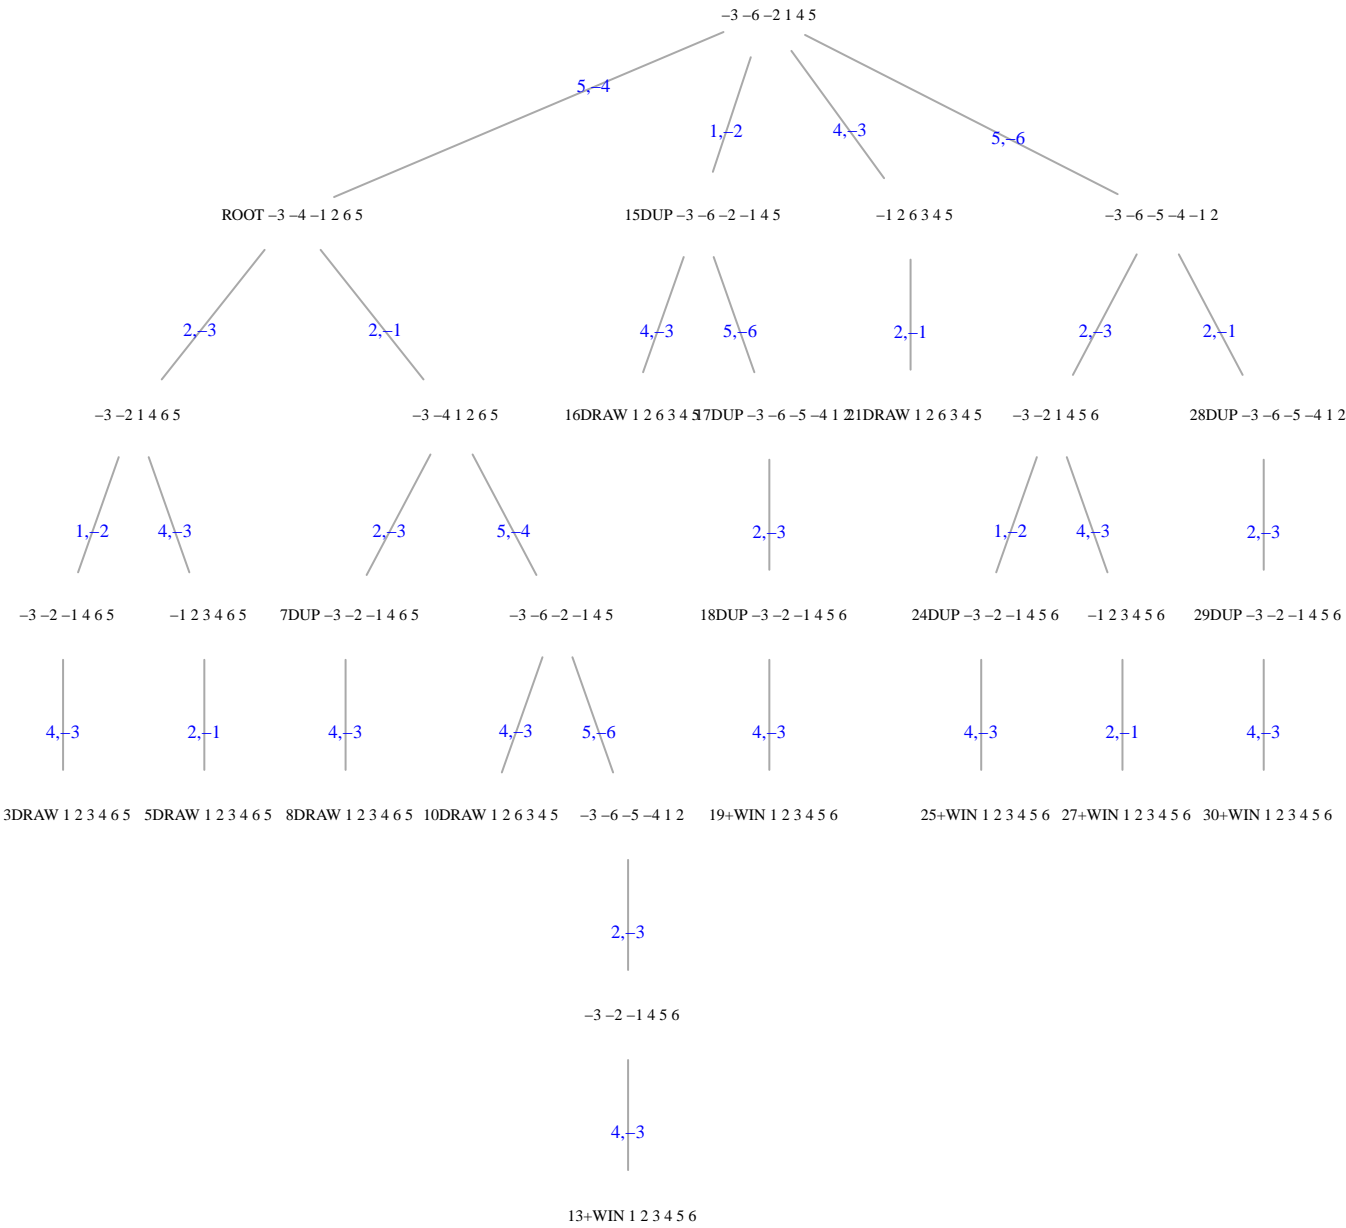 −3 −6 −2 1 4 5
5,−4
1,−2
4,−3
5,−6
ROOT −3 −4 −1 2 6 5
15DUP −3 −6 −2 −1 4 5
−1 2 6 3 4 5
−3 −6 −5 −4 −1 2
2,−3
2,−1
4,−3
5,−6
2,−1
2,−3
2,−1
−3 −2 1 4 6 5
−3 −4 1 2 6 5
16DRAW 1 2 6 3 4 5
17DUP −3 −6 −5 −4 1 2
21DRAW 1 2 6 3 4 5
−3 −2 1 4 5 6
28DUP −3 −6 −5 −4 1 2
1,−2
4,−3
2,−3
5,−4
2,−3
1,−2
4,−3
2,−3
−3 −2 −1 4 6 5
−1 2 3 4 6 5
7DUP −3 −2 −1 4 6 5
−3 −6 −2 −1 4 5
18DUP −3 −2 −1 4 5 6
24DUP −3 −2 −1 4 5 6
−1 2 3 4 5 6
29DUP −3 −2 −1 4 5 6
4,−3
2,−1
4,−3
4,−3
5,−6
4,−3
4,−3
2,−1
4,−3
3DRAW 1 2 3 4 6 5
5DRAW 1 2 3 4 6 5
8DRAW 1 2 3 4 6 5
10DRAW 1 2 6 3 4 5
−3 −6 −5 −4 1 2
19+WIN 1 2 3 4 5 6
25+WIN 1 2 3 4 5 6
27+WIN 1 2 3 4 5 6
30+WIN 1 2 3 4 5 6
2,−3
−3 −2 −1 4 5 6
4,−3
13+WIN 1 2 3 4 5 6